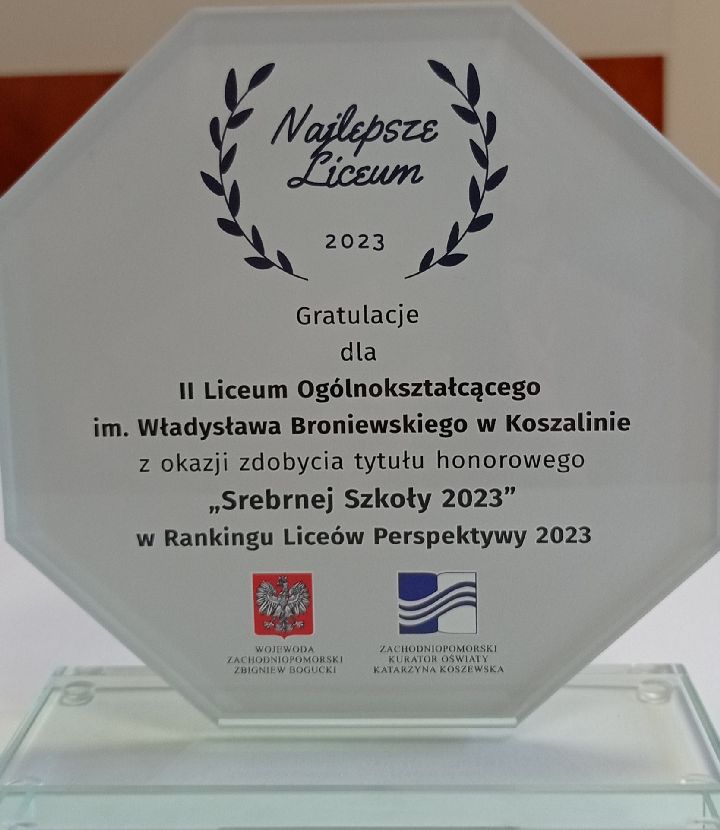 Najlepsze
Liceum
2023
Gratulacje
dla
II Liceum Ogólnokształcącego
im. Władysława Broniewskiego w Koszalinie
z okazji zdobycia tytułu honorowego
„Srebrnej Szkoły 2023”
w Rankingu Liceów Perspektywy 2023
WOJEWODA
ZACHODNIOPOMORSKI
ZBIGNIEW BOGUCKI
ZACHODNIOPOMORSKI
KURATOR OŚWIATY
KATARZYNA KOSZEWSKA